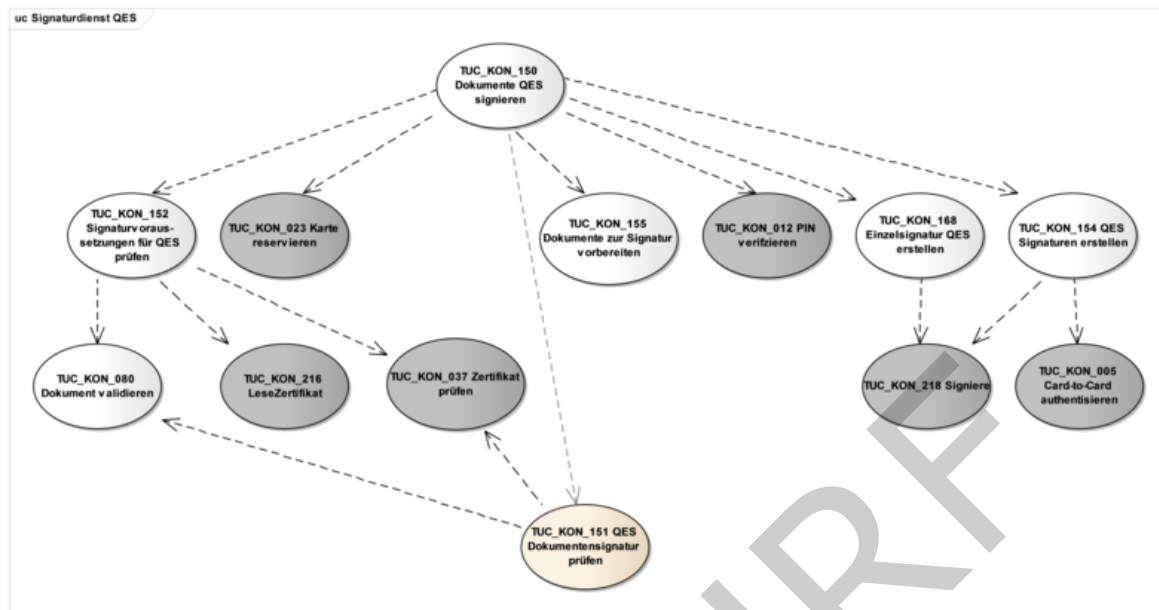 uc Signaturdienst QES
TUC_KON_150
Dokumente QES
signieren
TUC_KON_152
Signaturvoraus-
setzungen für QES
prüfen
TUC_KON_023 Karte
reservieren
TUC_KON_155
Dokumente zur Signatur
vorbereiten
TUC_KON_012 PIN
verifzieren
TUC_KON_168
Einzelsignatur QES
erstellen
TUC_KON_154 QES
Signaturen erstellen
TUC_KON_080
Dokument validieren
TUC_KON_216
LeseZertifikat
TUC_KON_037 Zertifikat
prüfen
TUC_KON_218 Signiere
TUC_KON_005
Card-to-Card
authentisieren
TUC_KON_151 QES
Dokumentensignatur
prüfen